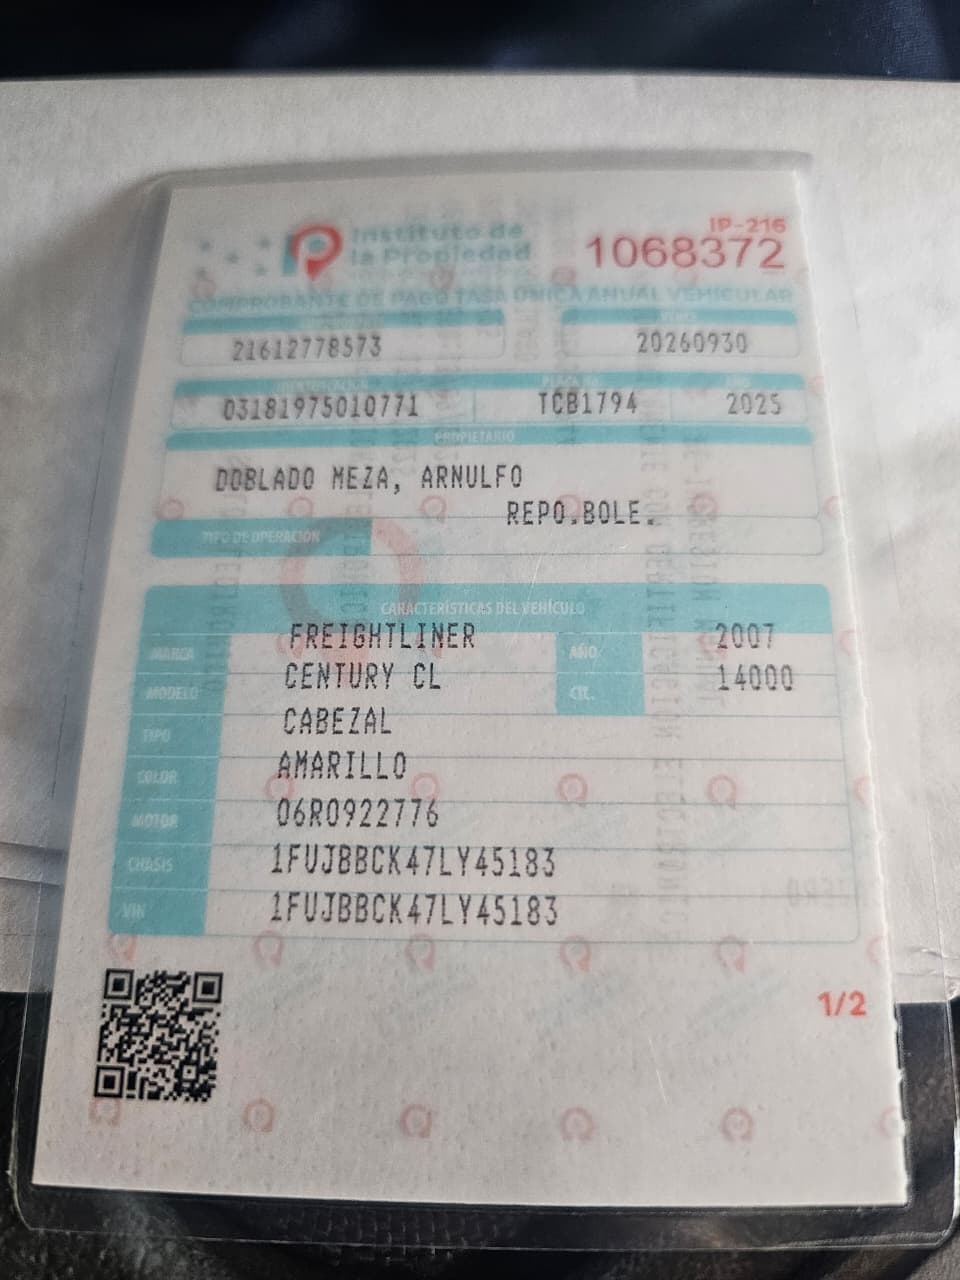 Instituto de
la Propiedad
IP-216
1068372
COMPROBANTE DE PAGO TASA ÚNICA ANUAL VEHICULAR
21612778573
20260930
IDENTIFICACIÓN
03181975010771
TCB1794
AÑO
2025
PROPIETARIO
DOBLADO MEZA, ARNULFO
REPO.BOLE.
TIPO DE OPERACIÓN
CARACTERÍSTICAS DEL VEHÍCULO
MARCA FREIGHTLINER AÑO 2007
MODELO CENTURY CL CIL. 14000
TIPO CABEZAL
COLOR AMARILLO
MOTOR 06R0922776
CHASIS 1FUJBBCK47LY45183
VIN 1FUJBBCK47LY45183
1/2